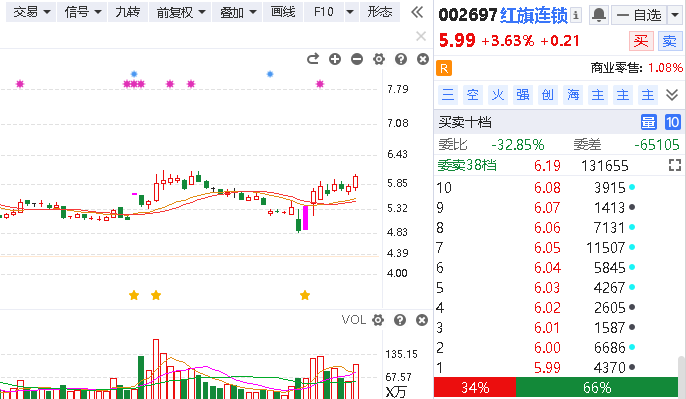 交易 信号 九转 前复权 叠加 画线 F10 形态
7.79
7.08
6.43
5.85
5.32
4.83
4.39
4.00
VOL
135.15
67.57
X万
002697 红旗连锁 自选
5.99 +3.63% +0.21 买 卖
R 商业零售: 1.08%
三 空 火 强 创 海 主 主 主
买卖十档 量 10
委比 -32.85% 委差 -65105
委卖38档 6.19 131655
10 6.08 3915
9 6.07 1413
8 6.06 7131
7 6.05 11507
6 6.04 5845
5 6.03 4267
4 6.02 2605
3 6.01 1587
2 6.00 6686
1 5.99 4370
34% 66%